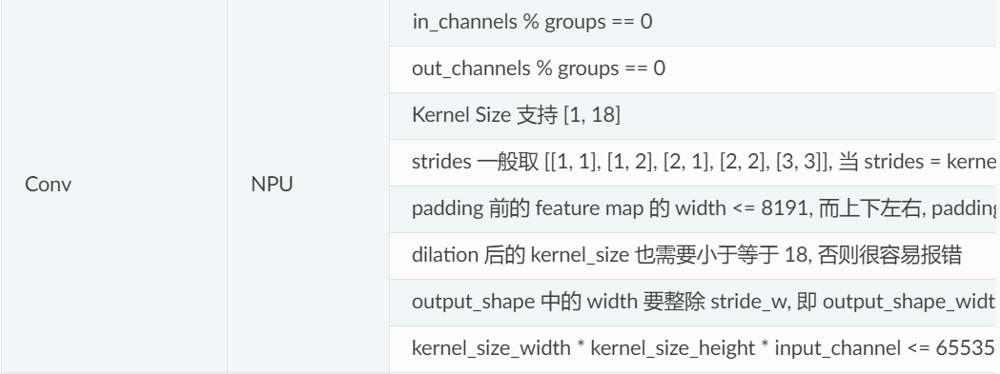 in_channels % groups == 0
out_channels % groups == 0
Kernel Size 支持 [1, 18]
strides 一般取 [[1, 1], [1, 2], [2, 1], [2, 2], [3, 3]], 当 strides = kerne
Conv
NPU
padding 前的 feature map 的 width <= 8191, 而上下左右, padding
dilation 后的 kernel_size 也需要小于等于 18, 否则很容易报错
output_shape 中的 width 要整除 stride_w, 即 output_shape_widt
kernel_size_width * kernel_size_height * input_channel <= 65535